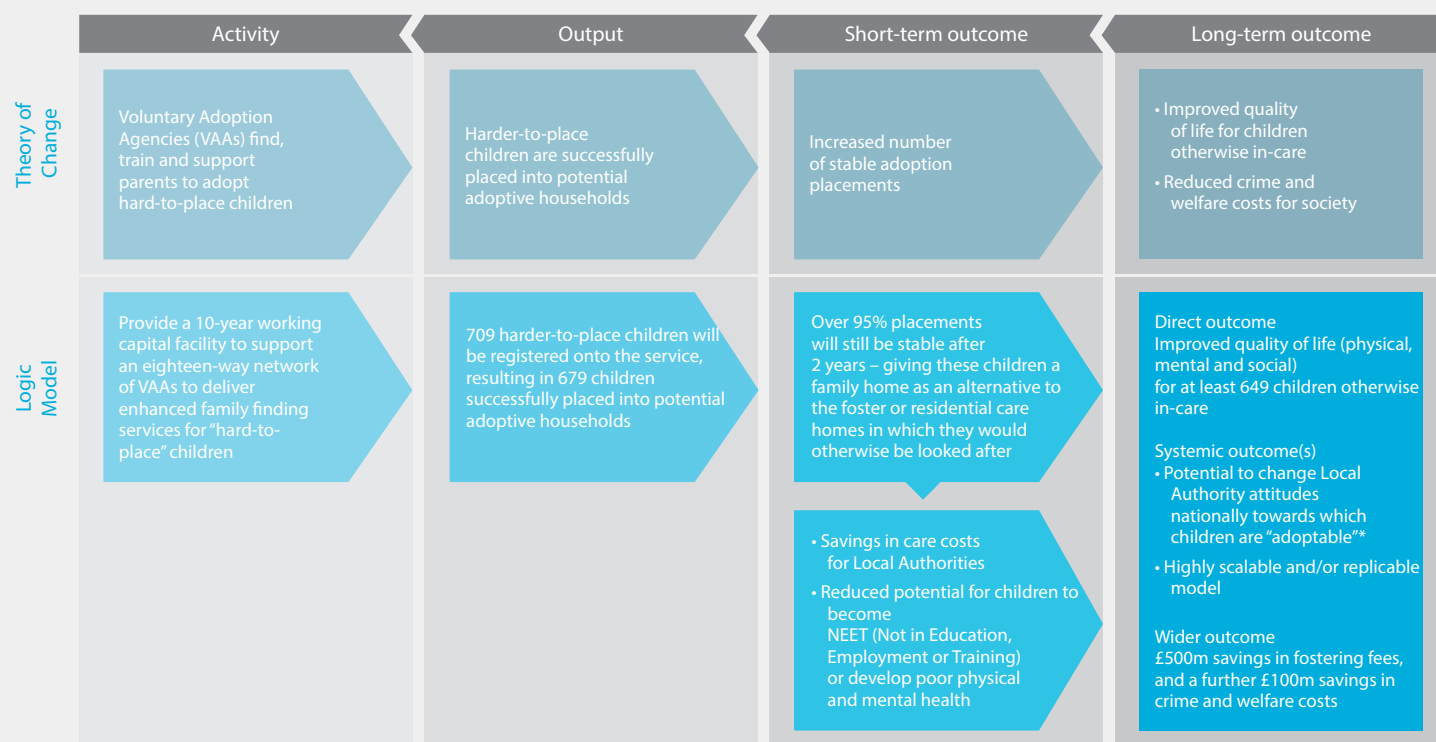 Activity
Output
Short-term outcome
Long-term outcome
Theory of
Change
Voluntary Adoption
Agencies (VAAs) find,
train and support
parents to adopt
hard-to-place children
Harder-to-place
children are successfully
placed into potential
adoptive households
Increased number
of stable adoption
placements
• Improved quality
of life for children
otherwise in-care
• Reduced crime and
welfare costs for society
Logic
Model
Provide a 10-year working
capital facility to support
an eighteen-way network
of VAAs to deliver
enhanced family finding
services for “hard-to-
place” children
709 harder-to-place children will
be registered onto the service,
resulting in 679 children
successfully placed into potential
adoptive households
Over 95% placements
will still be stable after
2 years – giving these children a
family home as an alternative to
the foster or residential care
homes in which they would
otherwise be looked after
• Savings in care costs
for Local Authorities
• Reduced potential for children to
become
NEET (Not in Education,
Employment or Training)
or develop poor physical
and mental health
Direct outcome
Improved quality of life (physical,
mental and social)
for at least 649 children otherwise
in-care
Systemic outcome(s)
• Potential to change Local
Authority attitudes
nationally towards which
children are “adoptable”*
• Highly scalable and/or replicable
model
Wider outcome
£500m savings in fostering fees,
and a further £100m savings in
crime and welfare costs